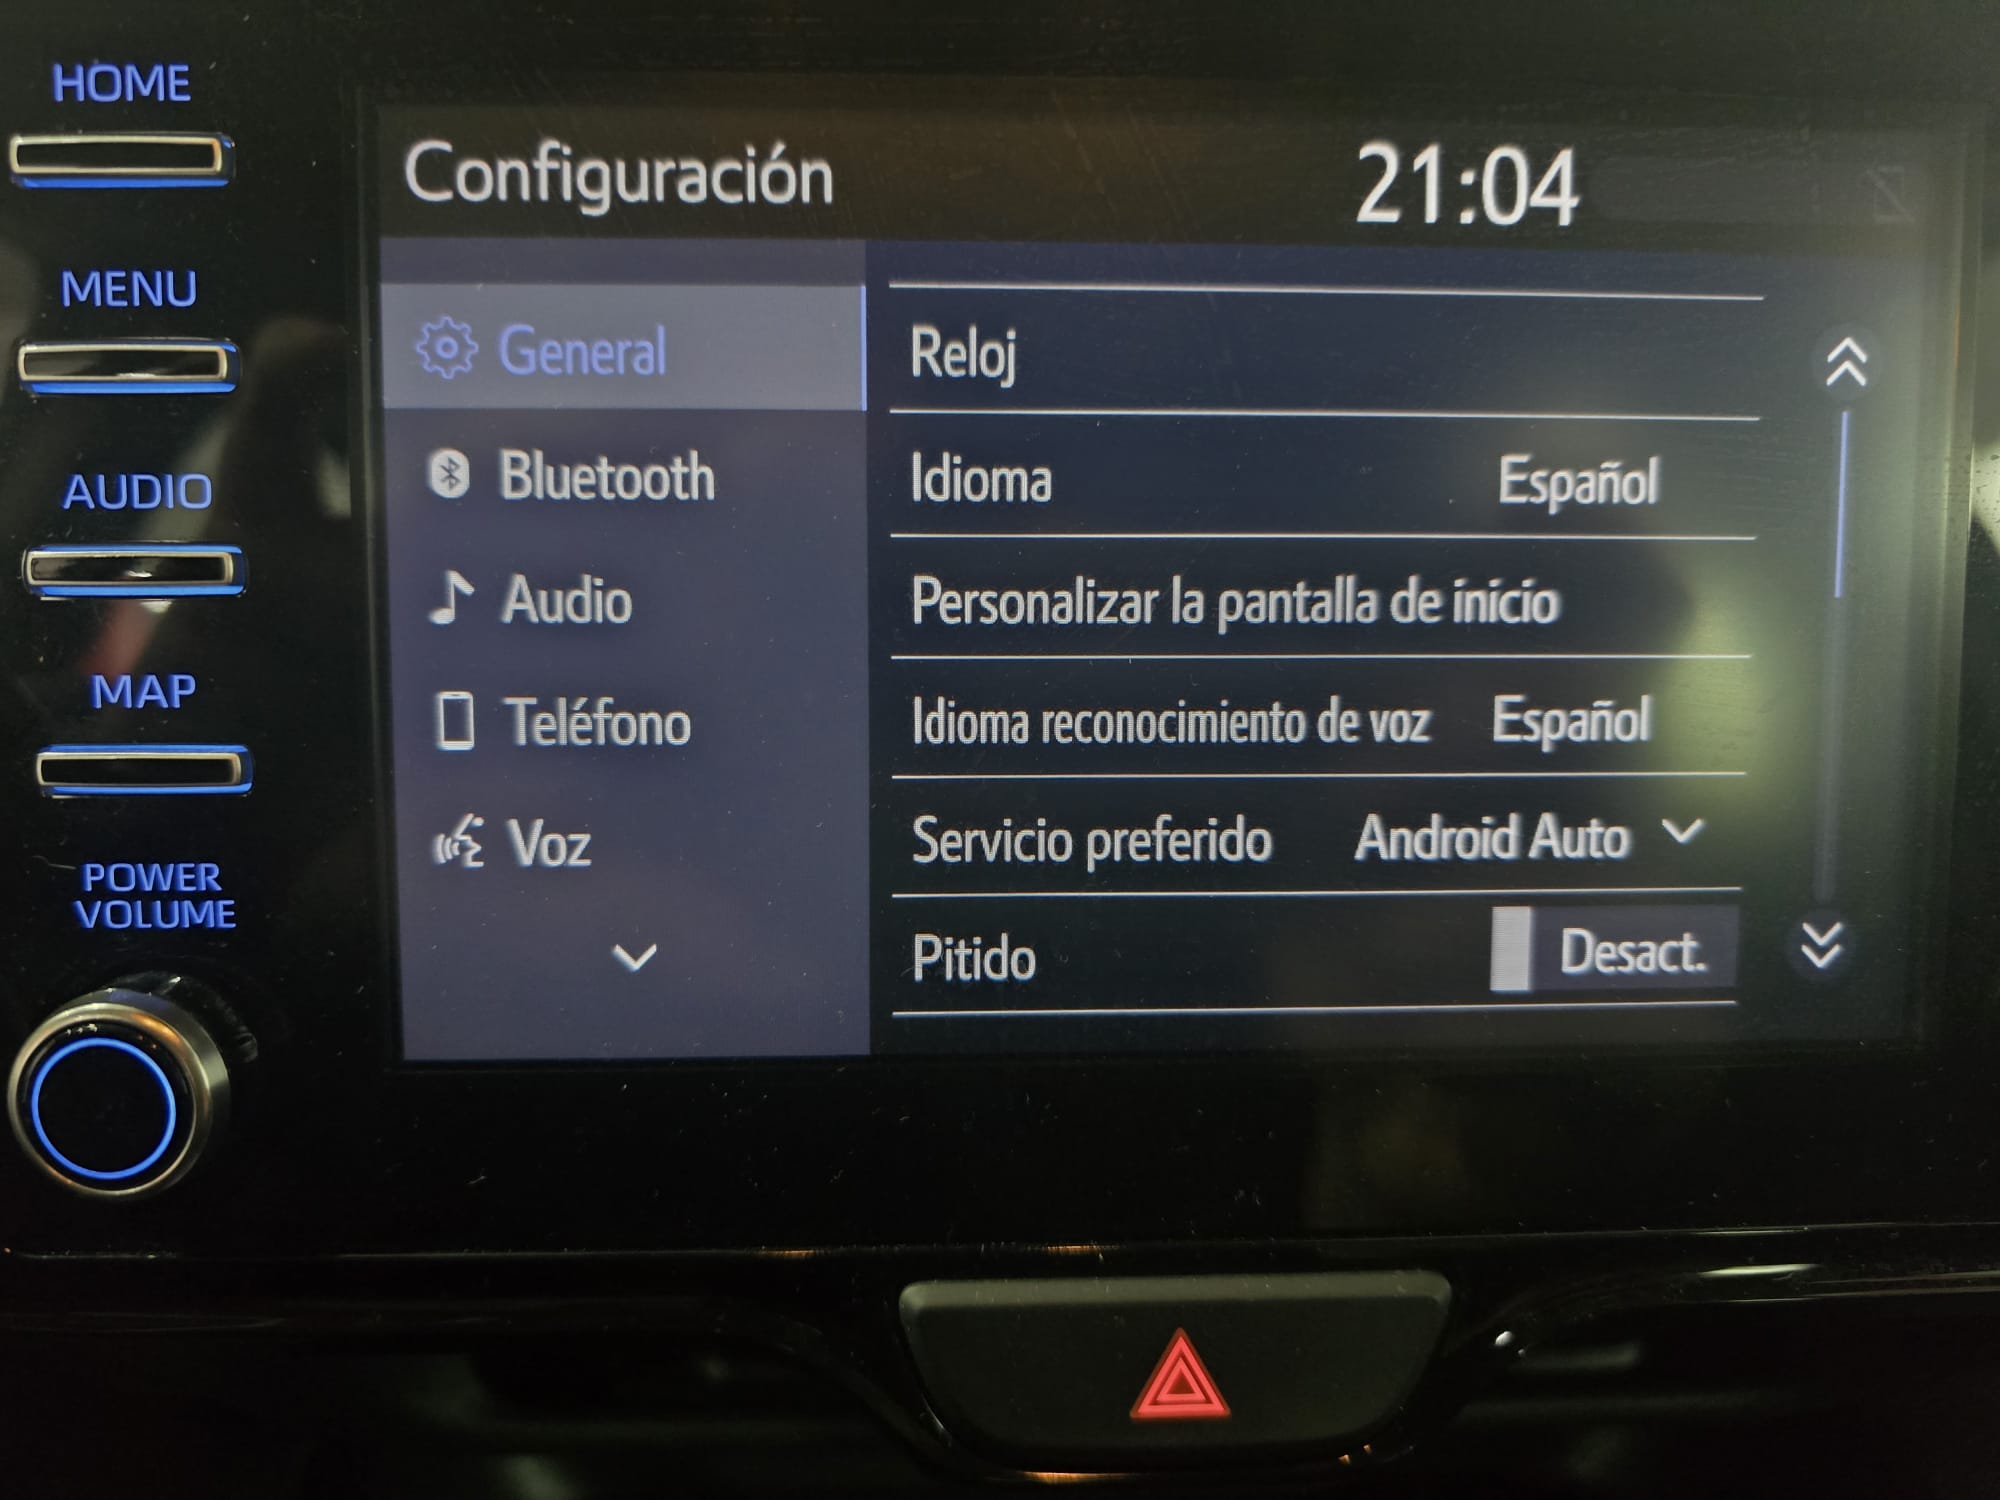 HOME
MENU
AUDIO
MAP
POWER
VOLUME
Configuración 21:04
General
Bluetooth
Audio
Teléfono
Voz
Reloj
Idioma Español
Personalizar la pantalla de inicio
Idioma reconocimiento de voz Español
Servicio preferido Android Auto
Pitido Desact.